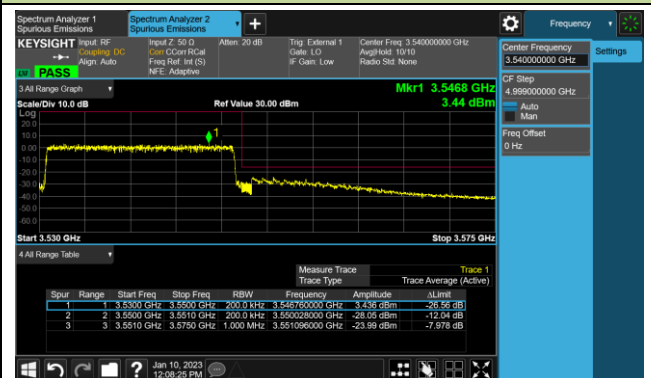 Spectrum Analyzer 1
Spurious Emissions
Spectrum Analyzer 2
Spurious Emissions
Frequency
KEYSIGHT
Input: RF
Coupling: DC
Align: Auto
Input Z: 50 Ω
Corr CCorr RCal
Freq Ref: Int (S)
NFE: Adaptive
Atten: 20 dB
Trig: External 1
Gate: LO
IF Gain: Low
Center Freq: 3.540000000 GHz
Avg|Hold: 10/10
Radio Std: None
PASS
Center Frequency
3.540000000 GHz
Settings
CF Step
4.999000000 GHz
Auto
Man
Freq Offset
0 Hz
3 All Range Graph
Mkr1 3.5468 GHz
Scale/Div 10.0 dB
Ref Value 30.00 dBm
3.44 dBm
Log
20.0
10.0
0.00
-10.0
-20.0
-30.0
-40.0
-50.0
-60.0
1
Start 3.530 GHz
Stop 3.575 GHz
4 All Range Table
Measure Trace Trace 1
Trace Type Trace Average (Active)
Spur Range Start Freq Stop Freq RBW Frequency Amplitude ΔLimit
1 1 3.5300 GHz 3.5500 GHz 200.0 kHz 3.546760000 GHz 3.436 dBm -26.56 dB
2 2 3.5500 GHz 3.5510 GHz 200.0 kHz 3.550028000 GHz -28.05 dBm -12.04 dB
3 3 3.5510 GHz 3.5750 GHz 1.000 MHz 3.551096000 GHz -23.99 dBm -7.978 dB
Jan 10, 2023
12:08:25 PM